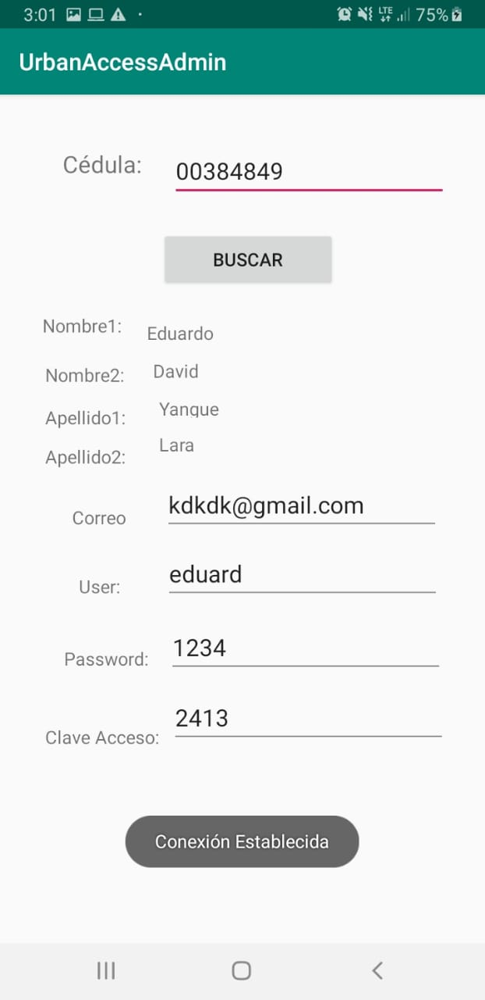 3:01 LTE 75%
UrbanAccessAdmin
Cédula: 00384849
BUSCAR
Nombre1: Eduardo
Nombre2: David
Apellido1: Yanque
Apellido2: Lara
Correo kdkdk@gmail.com
User: eduard
Password: 1234
Clave Acceso: 2413
Conexión Establecida